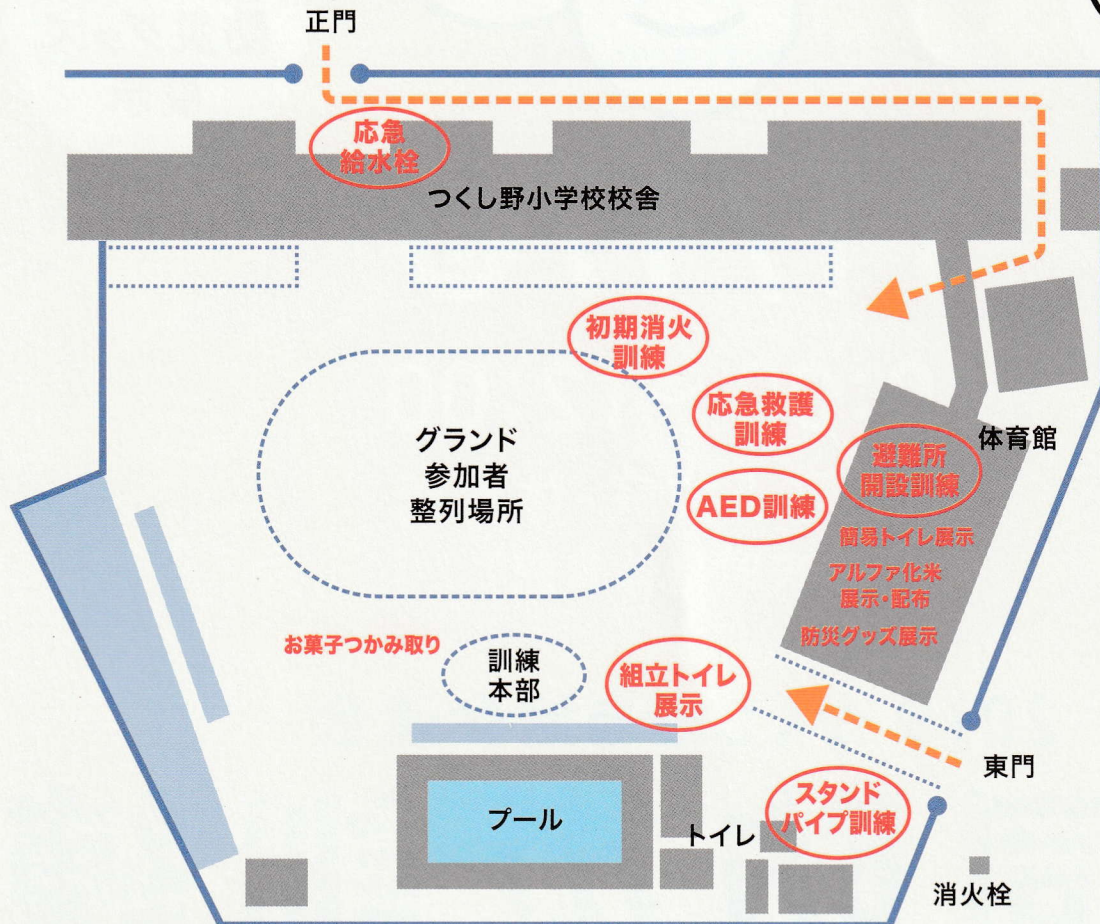 正門
応急
給水栓
つくし野小学校校舎
初期消火
訓練
応急救護
訓練
体育館
グランド
参加者
整列場所
避難所
開設訓練
AED訓練
簡易トイレ展示
アルファ化米
展示・配布
防災グッズ展示
お菓子つかみ取り
訓練
本部
組立トイレ
展示
東門
スタンド
パイプ訓練
プール
トイレ
消火栓